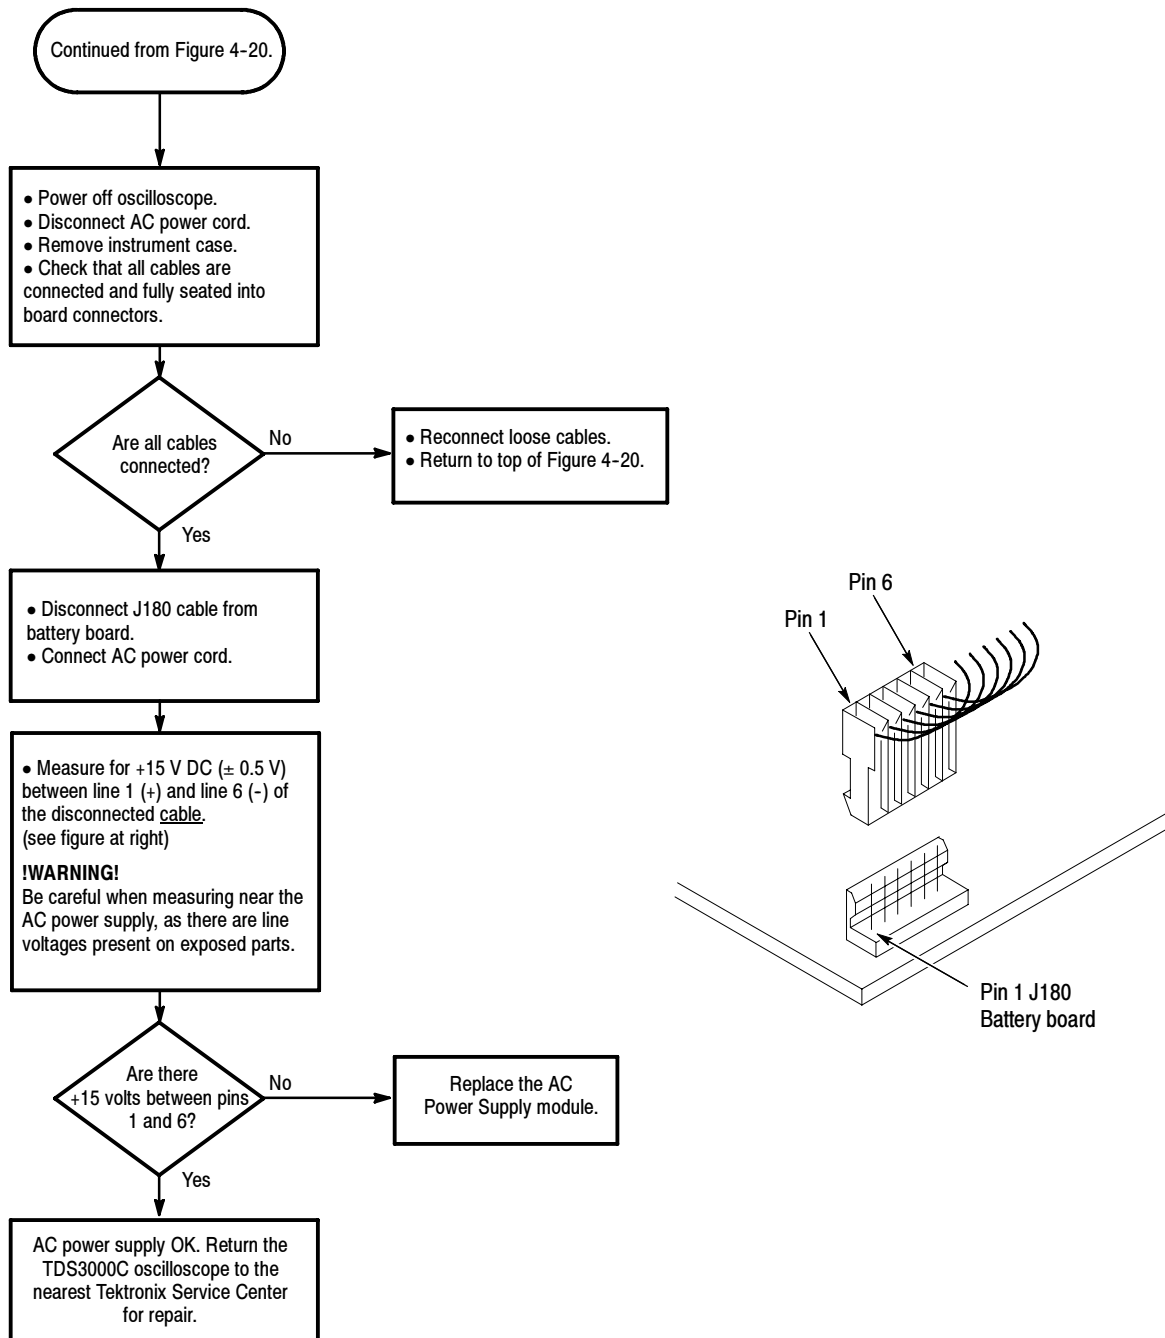 Continued from Figure 4-20.
● Power off oscilloscope.
● Disconnect AC power cord.
● Remove instrument case.
● Check that all cables are
connected and fully seated into
board connectors.
Are all cables
connected?
No
● Reconnect loose cables.
● Return to top of Figure 4-20.
Yes
● Disconnect J180 cable from
battery board.
● Connect AC power cord.
● Measure for +15 V DC (± 0.5 V)
between line 1 (+) and line 6 (-) of
the disconnected cable.
(see figure at right)
!WARNING!
Be careful when measuring near the
AC power supply, as there are line
voltages present on exposed parts.
Are there
+15 volts between pins
1 and 6?
No
Replace the AC
Power Supply module.
Yes
AC power supply OK. Return the
TDS3000C oscilloscope to the
nearest Tektronix Service Center
for repair.
Pin 6
Pin 1
Pin 1 J180
Battery board